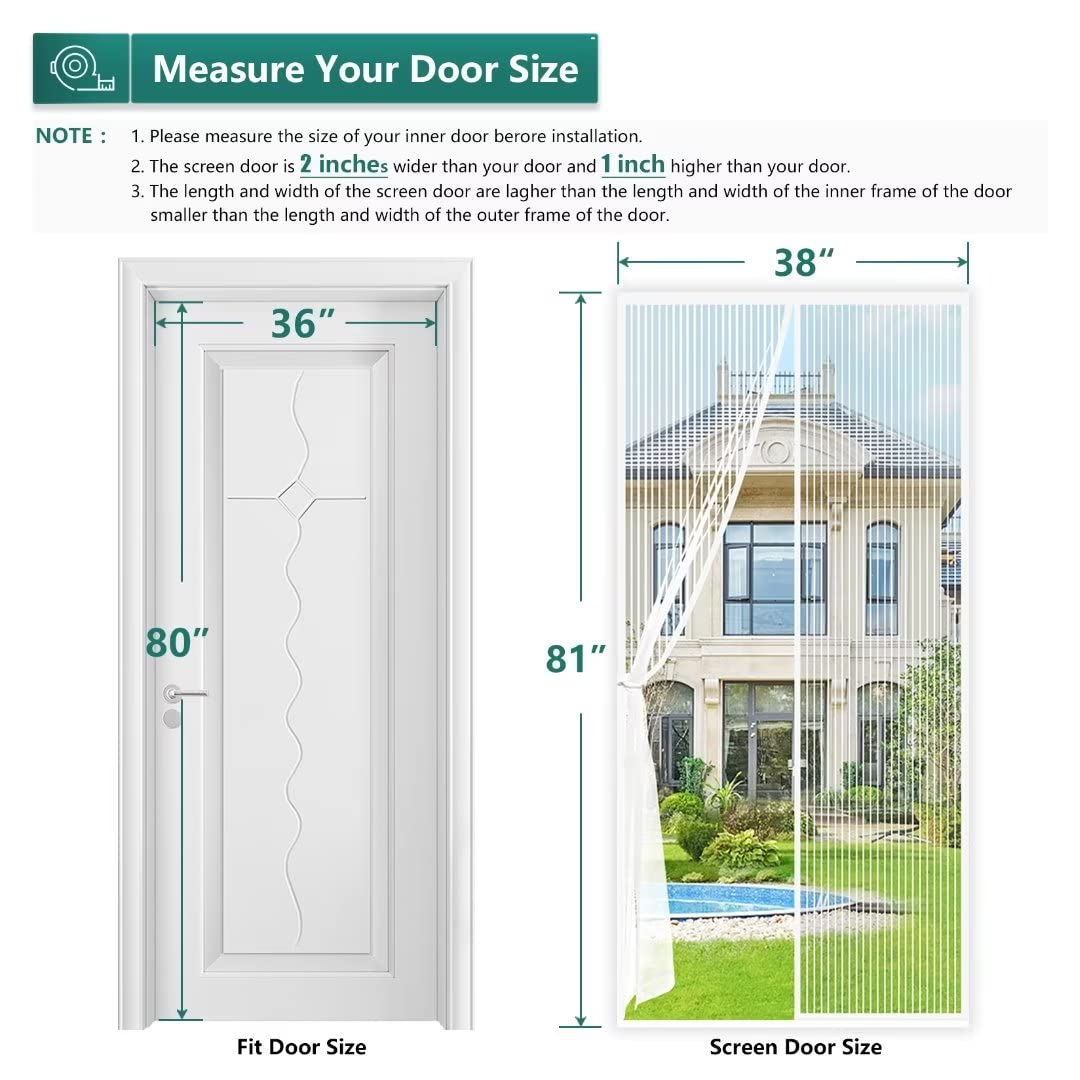 Measure Your Door Size
NOTE : 1. Please measure the size of your inner door berore installation.
2. The screen door is 2 inches wider than your door and 1 inch higher than your door.
3. The length and width of the screen door are lagher than the length and width of the inner frame of the door
smaller than the length and width of the outer frame of the door.
38“
36”
80”
81”
Fit Door Size
Screen Door Size